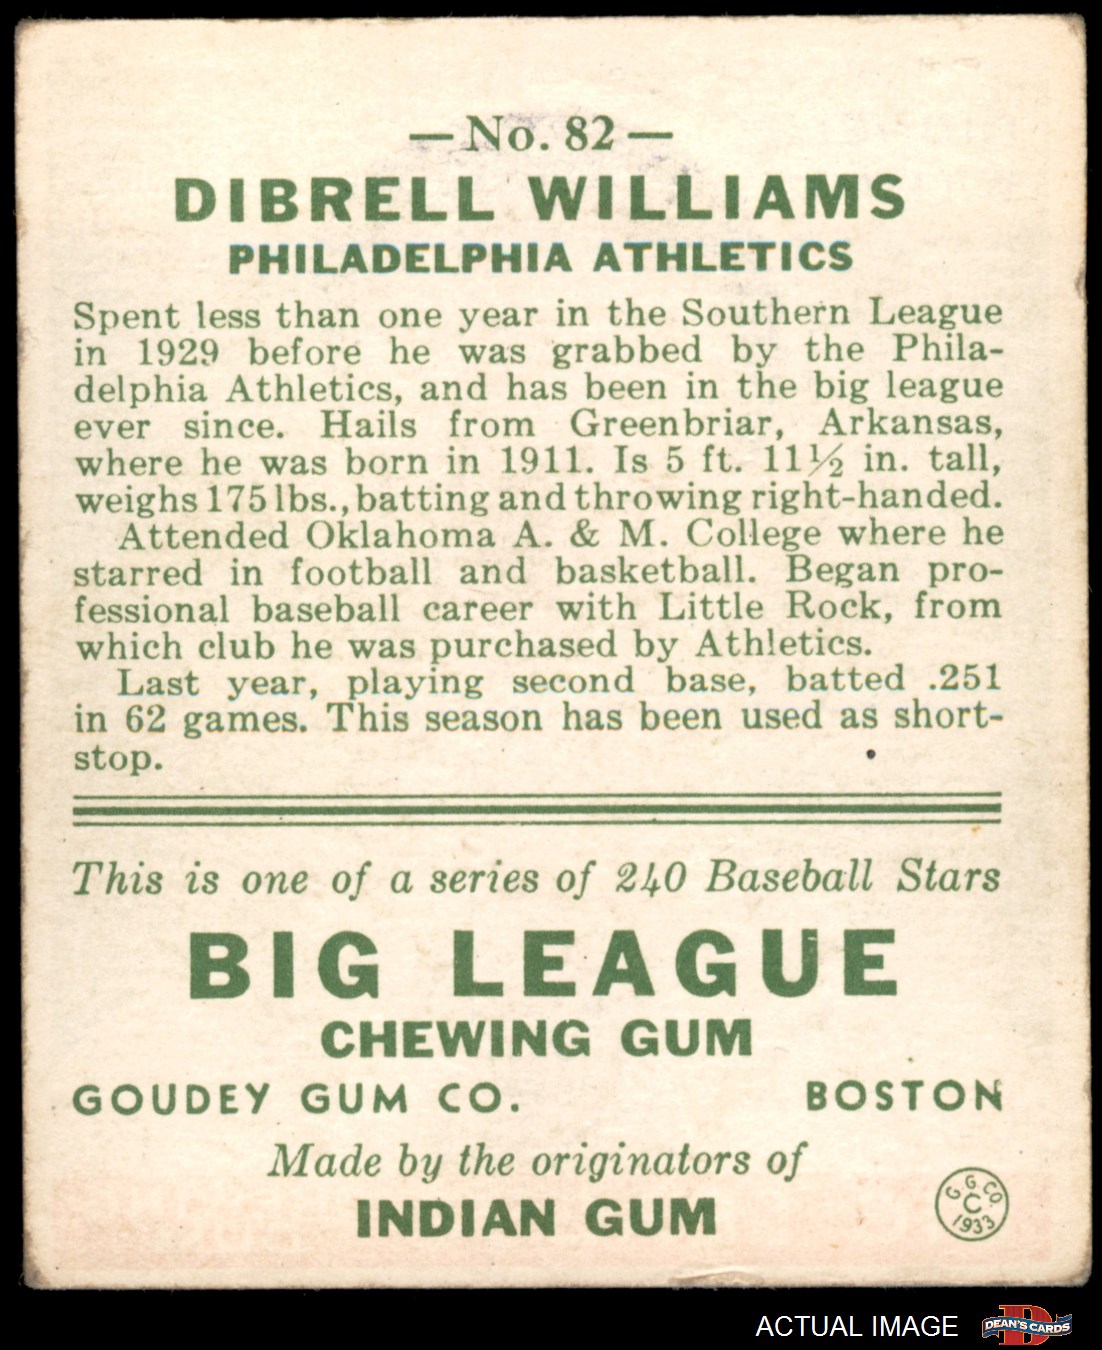 — No. 82 —
DIBRELL WILLIAMS
PHILADELPHIA ATHLETICS
Spent less than one year in the Southern League
in 1929 before he was grabbed by the Phila-
delphia Athletics, and has been in the big league
ever since. Hails from Greenbriar, Arkansas,
where he was born in 1911. Is 5 ft. 11½ in. tall,
weighs 175 lbs., batting and throwing right-handed.
Attended Oklahoma A. & M. College where he
starred in football and basketball. Began pro-
fessional baseball career with Little Rock, from
which club he was purchased by Athletics.
Last year, playing second base, batted .251
in 62 games. This season has been used as short-
stop.
This is one of a series of 240 Baseball Stars
BIG LEAGUE
CHEWING GUM
GOUDEY GUM CO. BOSTON
Made by the originators of
INDIAN GUM
G. G. CO.
C
1933
ACTUAL IMAGE
D
DEAN'S CARDS